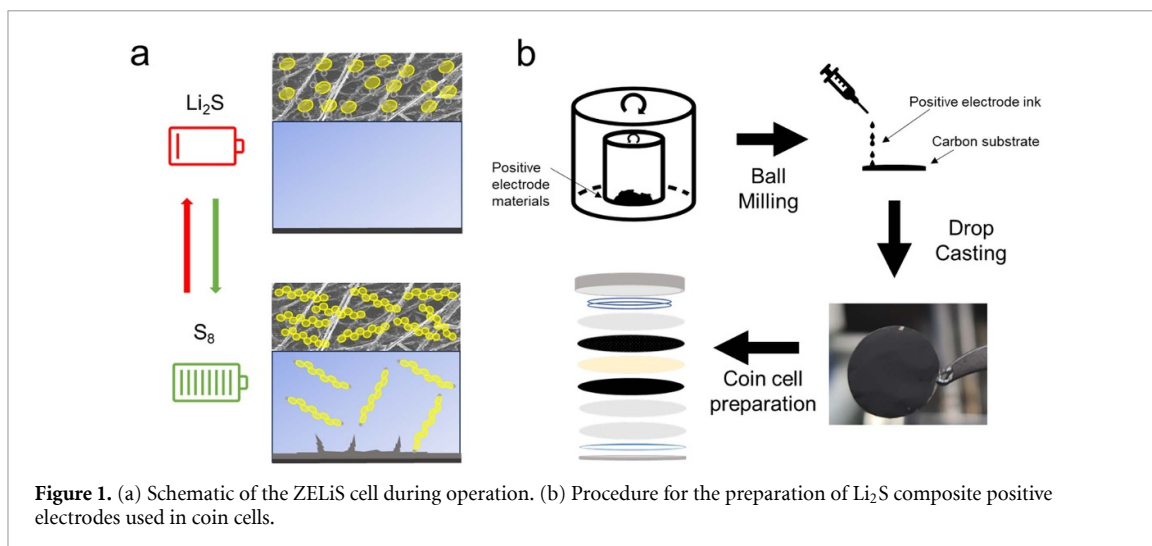 a
Li₂S
S₈
b
Positive
electrode
materials
Ball
Milling
Positive electrode ink
Carbon substrate
Drop
Casting
Coin cell
preparation
Figure 1. (a) Schematic of the ZELiS cell during operation. (b) Procedure for the preparation of Li₂S composite positive
electrodes used in coin cells.